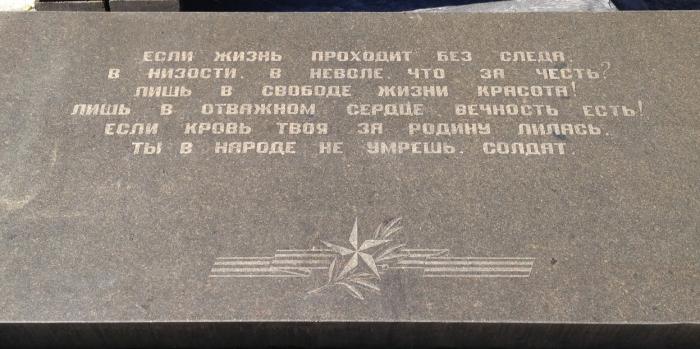 ЕСЛИ ЖИЗНЬ ПРОХОДИТ БЕЗ СЛЕДА
В НИЗОСТИ, В НЕВОЛЕ, ЧТО ЗА ЧЕСТЬ?
ЛИШЬ В СВОБОДЕ ЖИЗНИ КРАСОТА!
ЛИШЬ В ОТВАЖНОМ СЕРДЦЕ ВЕЧНОСТЬ ЕСТЬ!
ЕСЛИ КРОВЬ ТВОЯ ЗА РОДИНУ ЛИЛАСЬ,
ТЫ В НАРОДЕ НЕ УМРЕШЬ, СОЛДАТ.